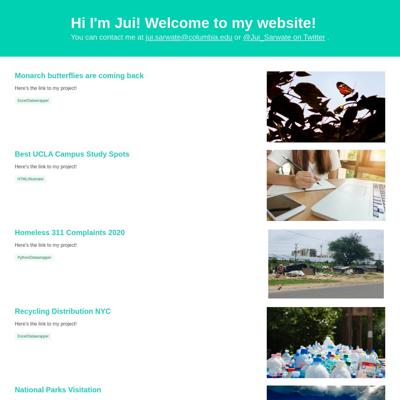 Hi I'm Jui! Welcome to my website!
You can contact me at jui.sarwate@columbia.edu or @Jui_Sarwate on Twitter .
Monarch butterflies are coming back
Here's the link to my project!
Excel/Datawrapper
Best UCLA Campus Study Spots
Here's the link to my project!
HTML/Illustrator
Homeless 311 Complaints 2020
Here's the link to my project!
Python/Datawrapper
Recycling Distribution NYC
Here's the link to my project!
Excel/Datawrapper
National Parks Visitation